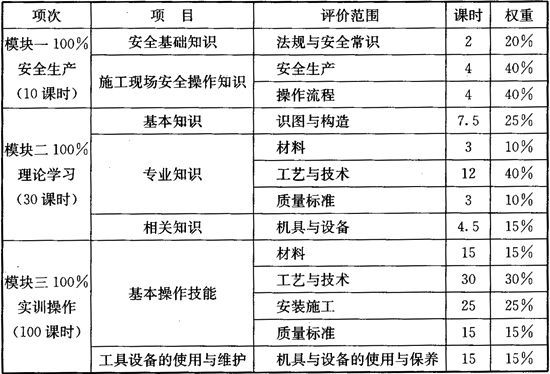 项次 项 目 评价范围 课时 权重
模块一 100%
安全生产
（10 课时）
安全基础知识 法规与安全常识 2 20%
施工现场安全操作知识 安全生产 4 40%
操作流程 4 40%
模块二 100%
理论学习
（30 课时）
基本知识 识图与构造 7.5 25%
专业知识 材料 3 10%
工艺与技术 12 40%
质量标准 3 10%
相关知识 机具与设备 4.5 15%
模块三 100%
实训操作
（100 课时）
基本操作技能 材料 15 15%
工艺与技术 30 30%
安装施工 25 25%
质量标准 15 15%
工具设备的使用与维护 机具与设备的使用与保养 15 15%